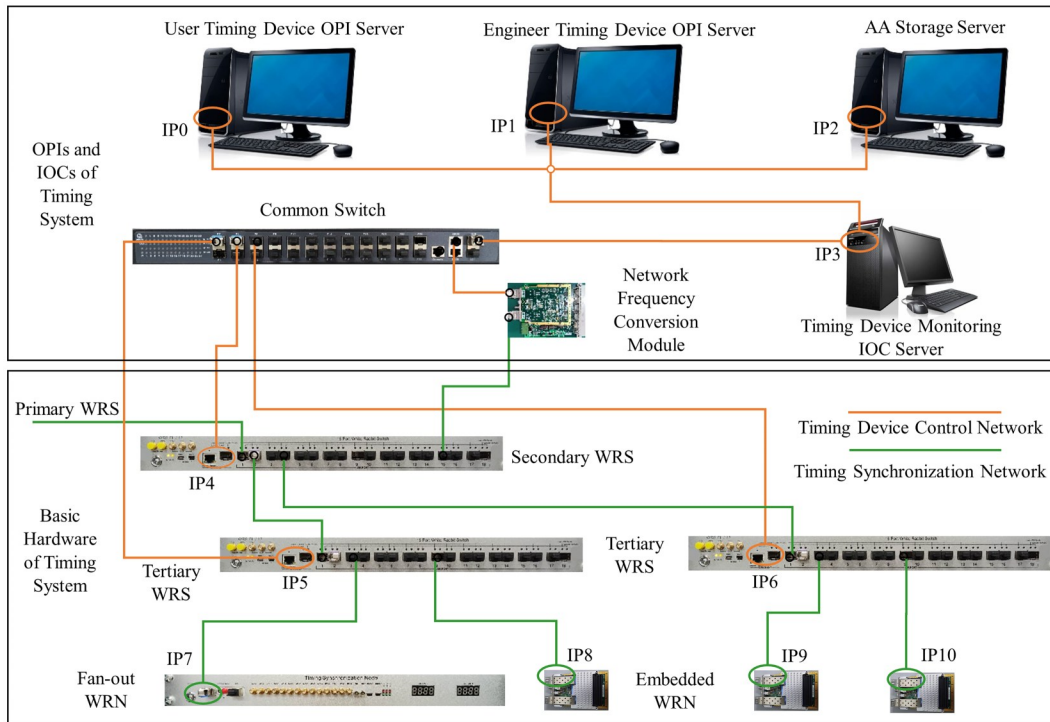 User Timing Device OPI Server
Engineer Timing Device OPI Server
AA Storage Server
IP0
IP1
IP2
OPIs and
IOCs of
Timing
System
Common Switch
IP3
Network
Frequency
Conversion
Module
Timing Device Monitoring
IOC Server
Primary WRS
Timing Device Control Network
Secondary WRS
Timing Synchronization Network
IP4
Basic
Hardware
of Timing
System
Tertiary
WRS
IP5
Tertiary
WRS
IP6
IP7
Timing Synchronization Node
IP8
IP9
IP10
Fan-out
WRN
Embedded
WRN